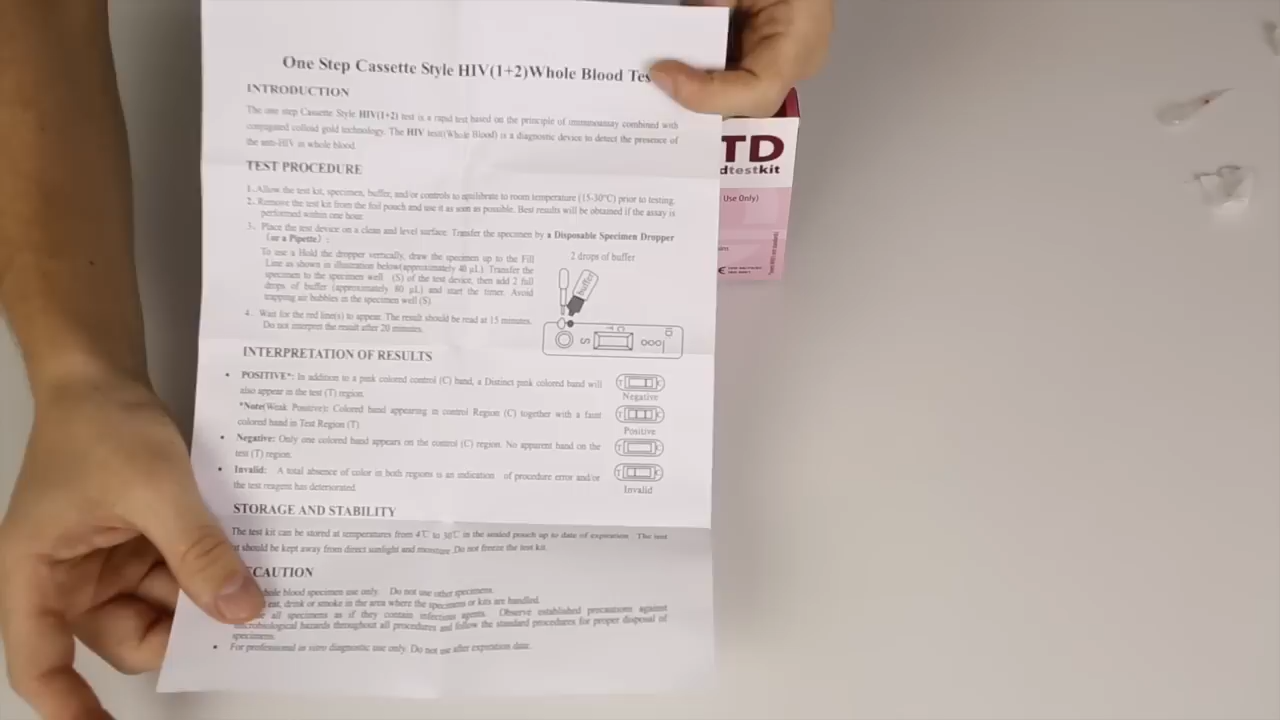 One Step Cassette Style HIV(1+2)Whole Blood Tes
INTRODUCTION
The one step Cassette Style HIV(1+2) test is a rapid test based on the principle of immunoassay combined with
conjugated colloid gold technology. The HIV test(Whole Blood) is a diagnostic device to detect the presence of
the anti-HIV in whole blood.
TEST PROCEDURE
1. Allow the test kit, specimen, buffer, and/or controls to equilibrate to room temperature (15-30°C) prior to testing.
2. Remove the test kit from the foil pouch and use it as soon as possible. Best results will be obtained if the assay is
performed within one hour.
3. Place the test device on a clean and level surface. Transfer the specimen by a Disposable Specimen Dropper
(or a Pipette) :
To use a Hold the dropper vertically, draw the specimen up to the Fill
Line as shown in illustration below(approximately 40 µL). Transfer the
specimen to the specimen well (S) of the test device, then add 2 full
drops of buffer (approximately 80 µL) and start the timer. Avoid
trapping air bubbles in the specimen well (S).
2 drops of buffer
buffer
S
T C
ID
4. Wait for the red line(s) to appear. The result should be read at 15 minutes.
Do not interpret the result after 20 minutes.
INTERPRETATION OF RESULTS
• POSITIVE*: In addition to a pink colored control (C) band, a Distinct pink colored band will
also appear in the test (T) region.
*Note(Weak Positive): Colored band appearing in control Region (C) together with a faint
colored band in Test Region (T)
• Negative: Only one colored band appears on the control (C) region. No apparent band on the
test (T) region.
• Invalid: A total absence of color in both regions is an indication of procedure error and/or
the test reagent has deteriorated.
T C
Negative
T C
Positive
T C
T C
Invalid
STORAGE AND STABILITY
The test kit can be stored at temperatures from 4℃ to 30℃ in the sealed pouch up to date of expiration. The test
should be kept away from direct sunlight and moisture. Do not freeze the test kit.
CAUTION
hole blood specimen use only. Do not use other specimens.
eat, drink or smoke in the area where the specimens or kits are handled.
all specimens as if they contain infectious agents. Observe established precautions against
microbiological hazards throughout all procedures and follow the standard procedures for proper disposal of
specimens.
• For professional in vitro diagnostic use only. Do not use after expiration date.
TD
dtestkit
Use Only)